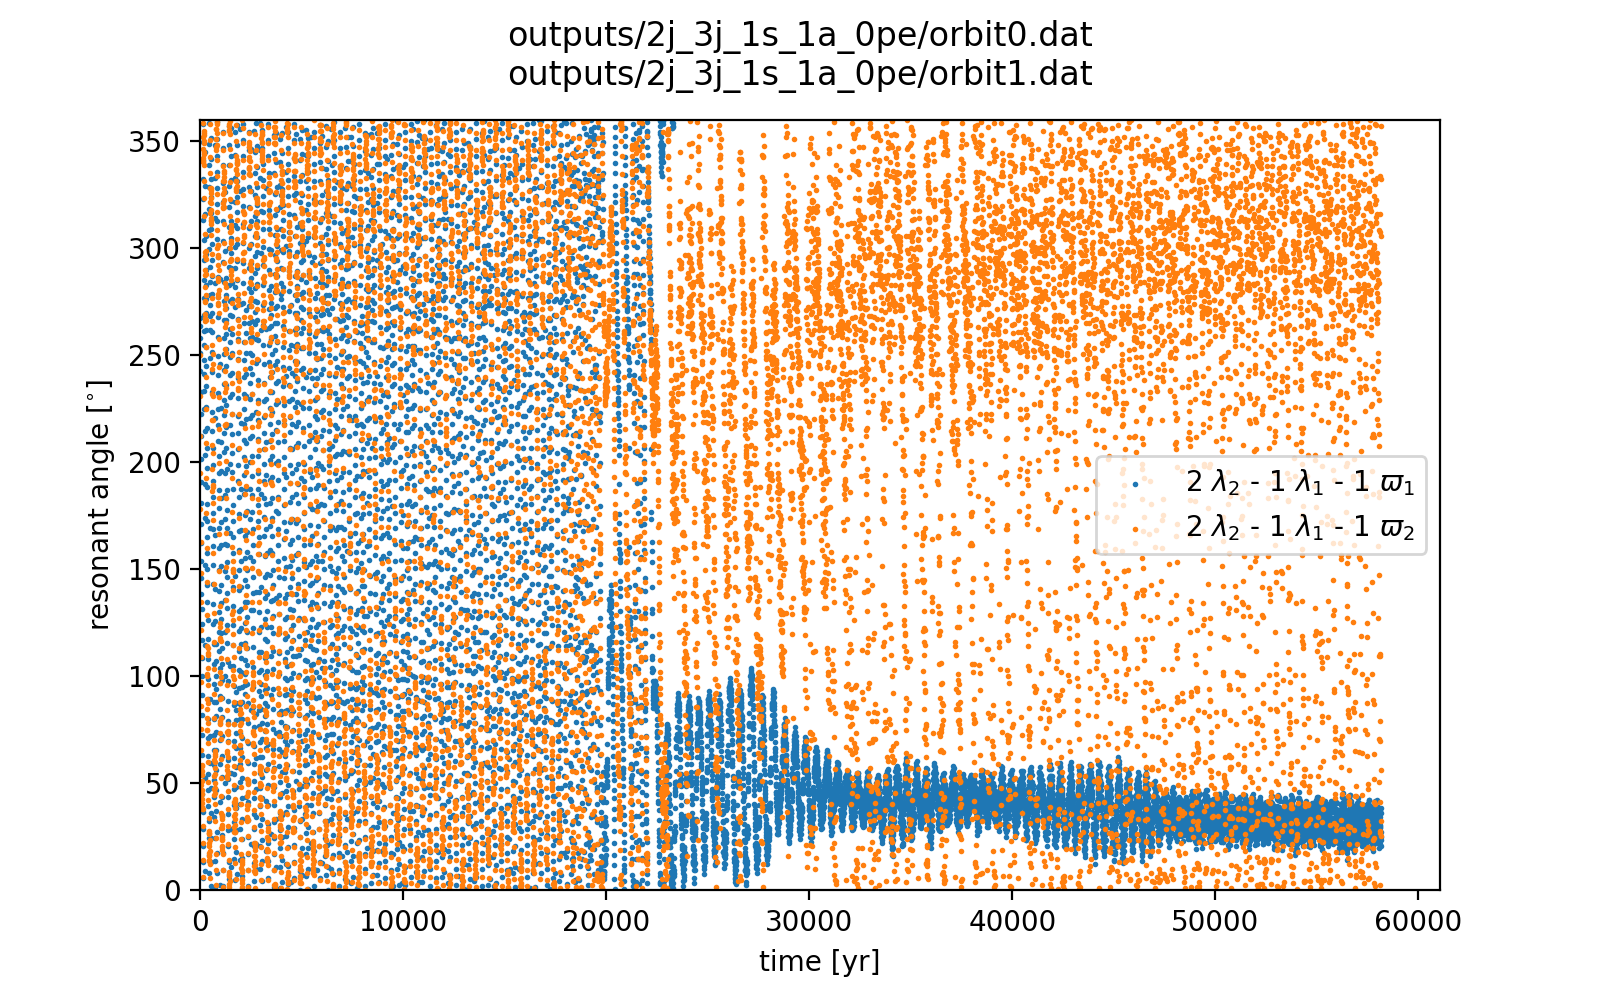 outputs/2j_3j_1s_1a_0pe/orbit0.dat
outputs/2j_3j_1s_1a_0pe/orbit1.dat
350
300
250
200
150
100
50
0
resonant angle [°]
2 λ₂ - 1 λ₁ - 1 ϖ₁
2 λ₂ - 1 λ₁ - 1 ϖ₂
0 10000 20000 30000 40000 50000 60000
time [yr]